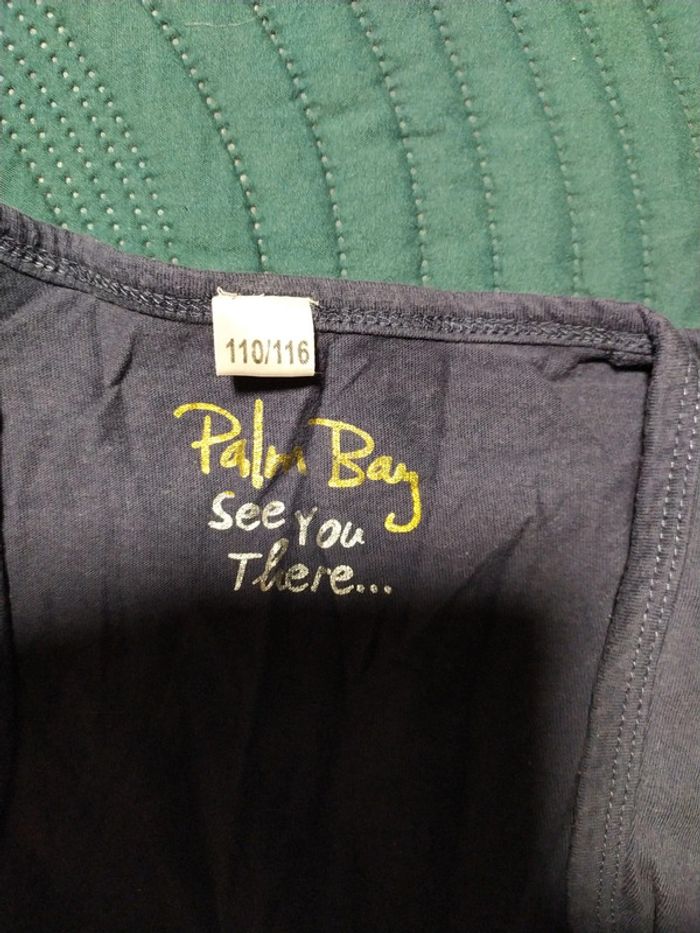 110/116
Palm Bay
See You
There...